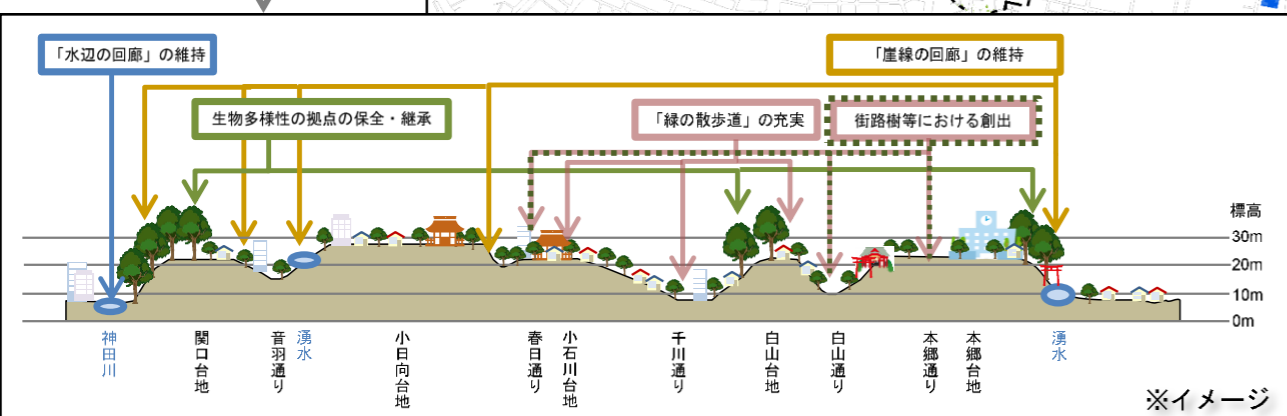 「水辺の回廊」の維持
「崖線の回廊」の維持
生物多様性の拠点の保全・継承
「緑の散歩道」の充実
街路樹等における創出
標高
30m
20m
10m
0m
神田川
関口台地
音羽通り
湧水
小日向台地
春日通り
小石川台地
千川通り
白山台地
白山通り
本郷通り
本郷台地
湧水
※イメージ